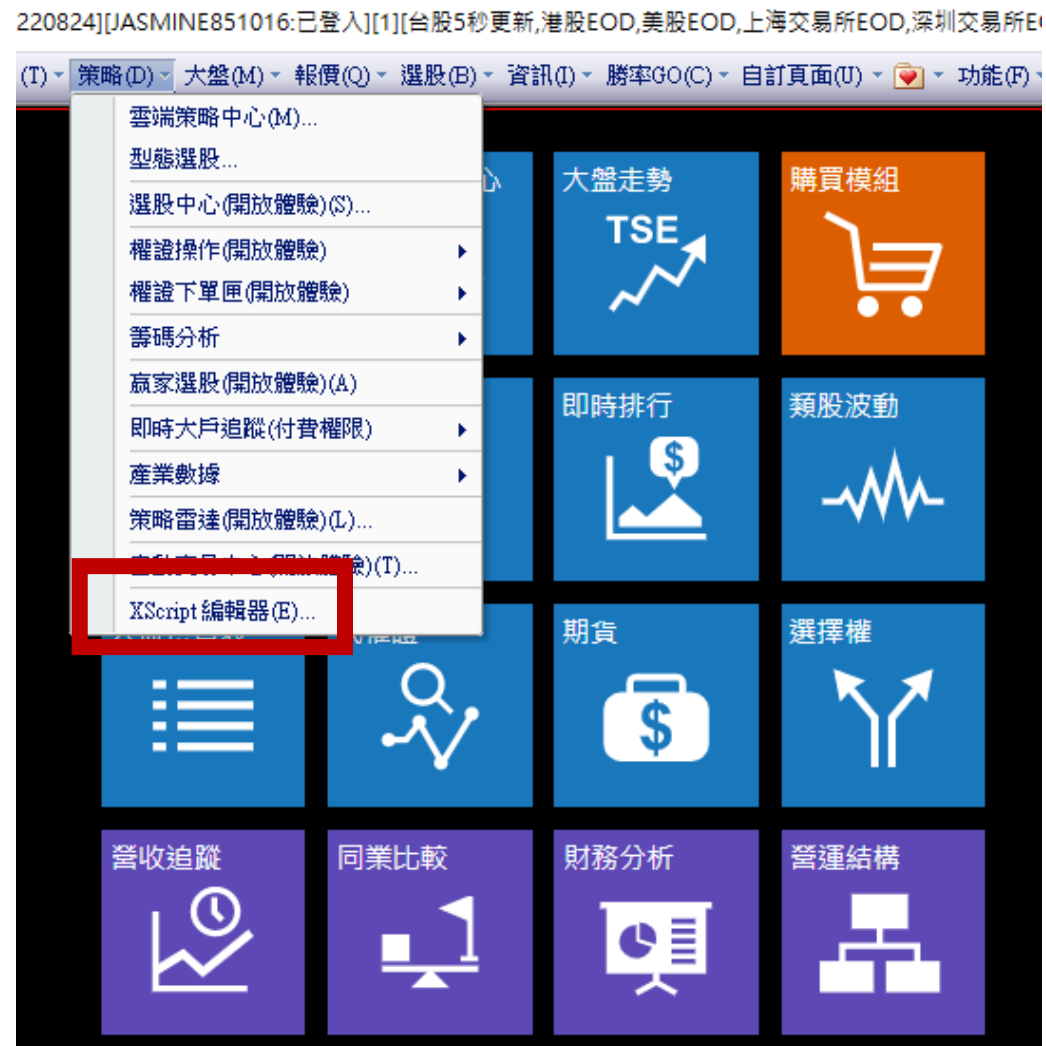 220824][JASMINE851016:已登入][1][台股5秒更新,港股EOD,美股EOD,上海交易所EOD,深圳交易所E
(T) 策略(D) 大盤(M) 報價(Q) 選股(B) 資訊(I) 勝率GO(C) 自訂頁面(U) 功能(F)
雲端策略中心(M)...
型態選股...
選股中心(開放體驗)(S)...
權證操作(開放體驗)
權證下單匣(開放體驗)
籌碼分析
贏家選股(開放體驗)(A)
即時大戶追蹤(付費權限)
產業數據
策略雷達(開放體驗)(L)...
(T)...
XScript 編輯器(E)...
心
大盤走勢
TSE
購買模組
即時排行
類股波動
權證
期貨
選擇權
營收追蹤
同業比較
財務分析
營運結構